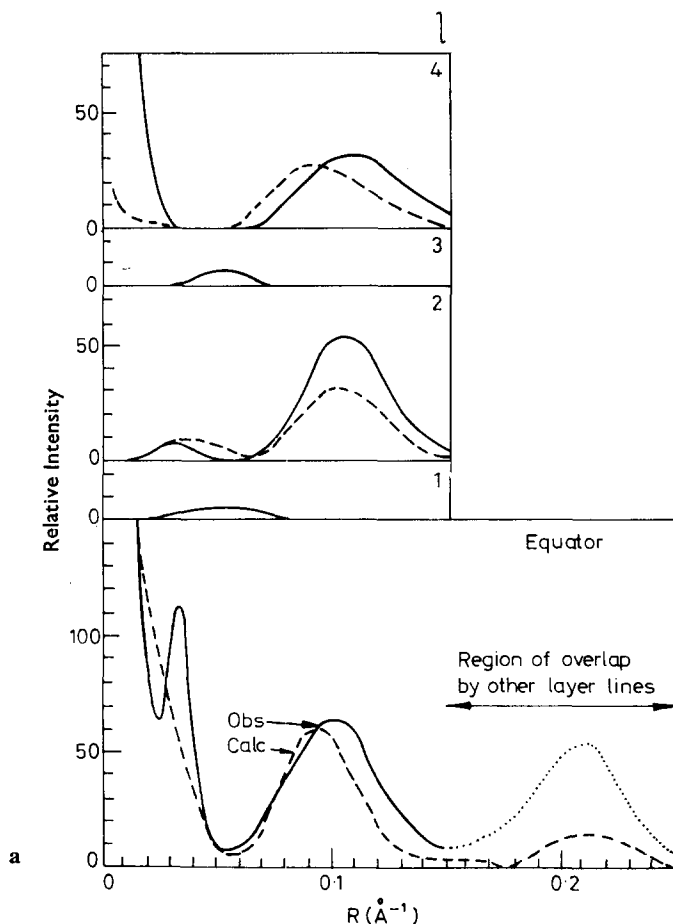 l
4
50
0
3
0
2
50
0
1
0
Relative Intensity
Equator
100
Region of overlap
by other layer lines
Obs
Calc
50
0
a
0 0·1 0·2
R (Å⁻¹)